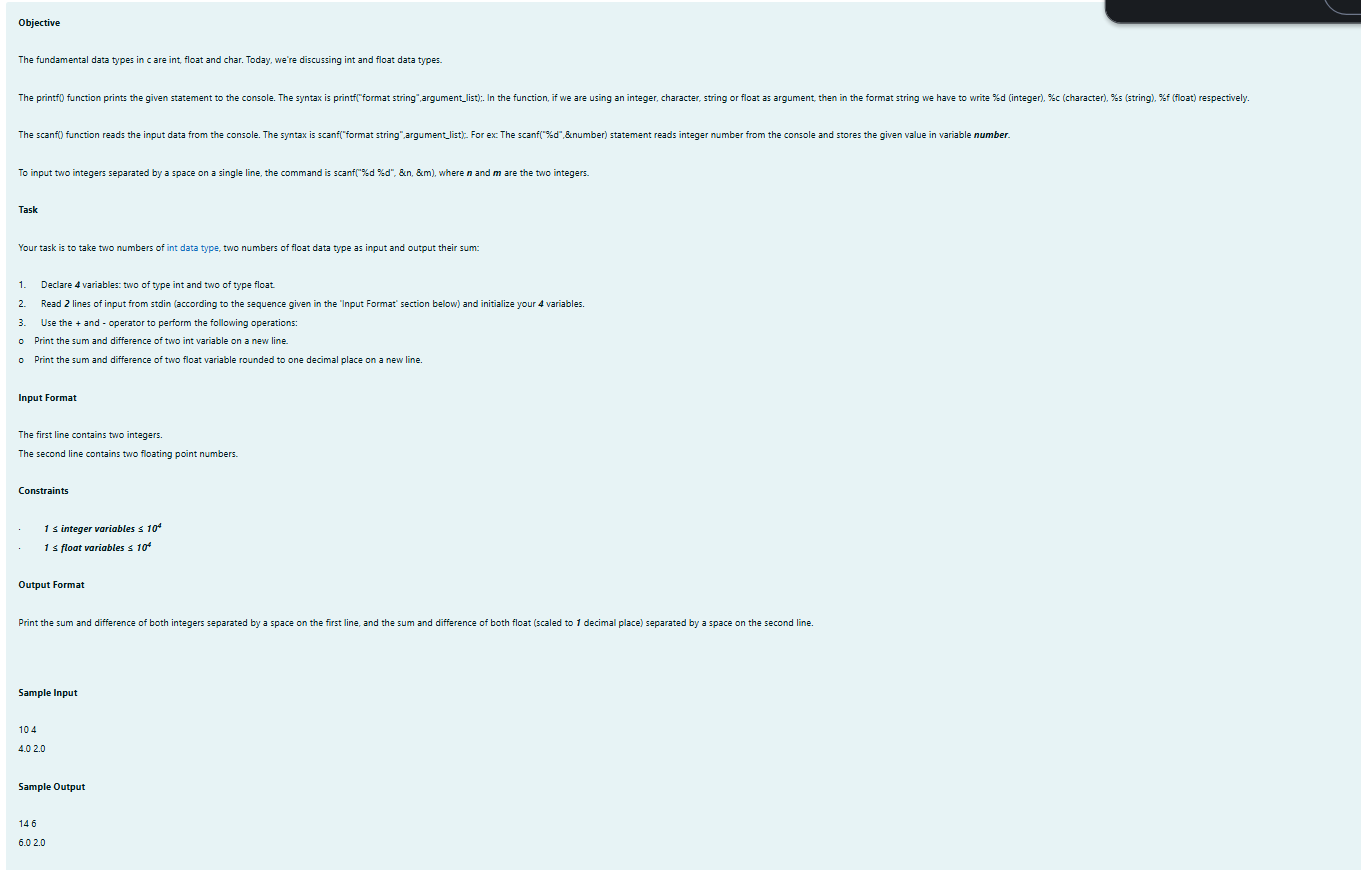 Objective
The fundamental data types in c are int, float and char. Today, we're discussing int and float data types.
The printf() function prints the given statement to the console. The syntax is printf("format string",argument_list);. In the function, if we are using an integer, character, string or float as argument, then in the format string we have to write %d (integer), %c (character), %s (string), %f (float) respectively.
The scanf() function reads the input data from the console. The syntax is scanf("format string",argument_list);. For ex: The scanf("%d",&number) statement reads integer number from the console and stores the given value in variable number.
To input two integers separated by a space on a single line, the command is scanf("%d %d", &n, &m), where n and m are the two integers.
Task
Your task is to take two numbers of int data type, two numbers of float data type as input and output their sum:
1. Declare 4 variables: two of type int and two of type float.
2. Read 2 lines of input from stdin (according to the sequence given in the 'Input Format' section below) and initialize your 4 variables.
3. Use the + and - operator to perform the following operations:
o Print the sum and difference of two int variable on a new line.
o Print the sum and difference of two float variable rounded to one decimal place on a new line.
Input Format
The first line contains two integers.
The second line contains two floating point numbers.
Constraints
· 1 ≤ integer variables ≤ 10⁴
· 1 ≤ float variables ≤ 10⁴
Output Format
Print the sum and difference of both integers separated by a space on the first line, and the sum and difference of both float (scaled to 1 decimal place) separated by a space on the second line.
Sample Input
10 4
4.0 2.0
Sample Output
14 6
6.0 2.0